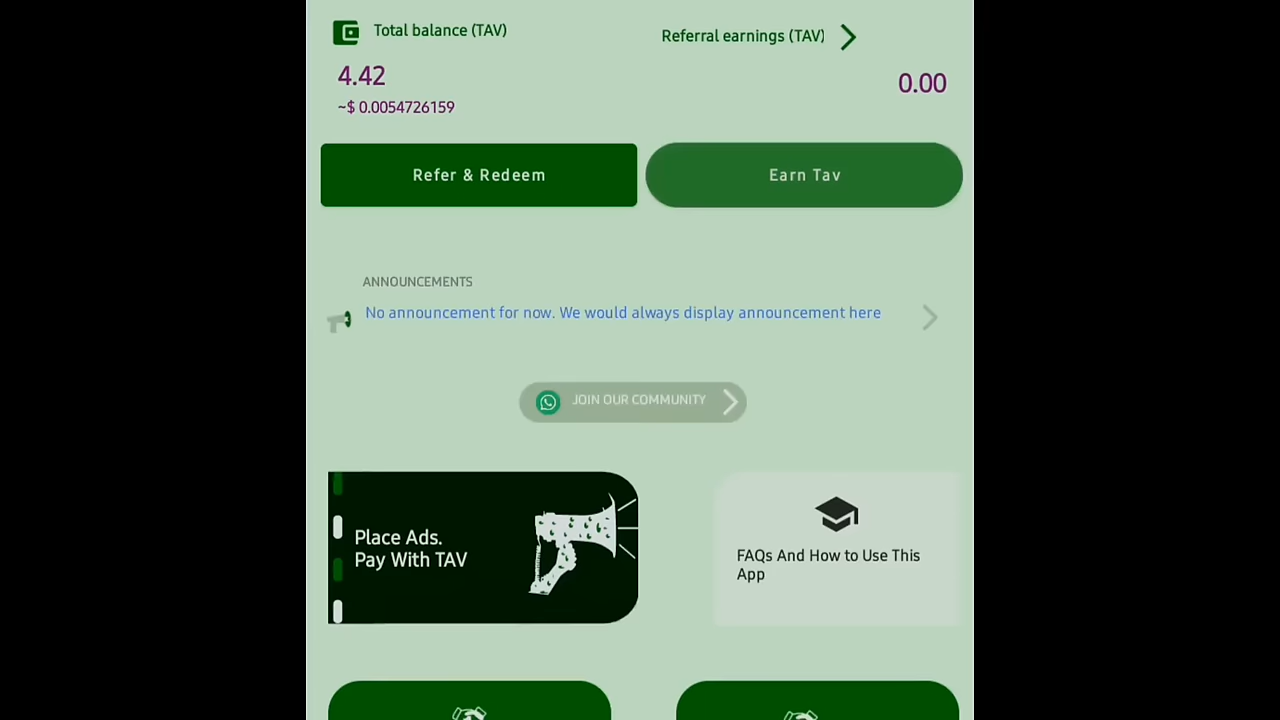 Total balance (TAV)
Referral earnings (TAV)
4.42
0.00
~$ 0.0054726159
Refer & Redeem
Earn Tav
ANNOUNCEMENTS
No announcement for now. We would always display announcement here
JOIN OUR COMMUNITY
Place Ads.
Pay With TAV
FAQs And How to Use This
App